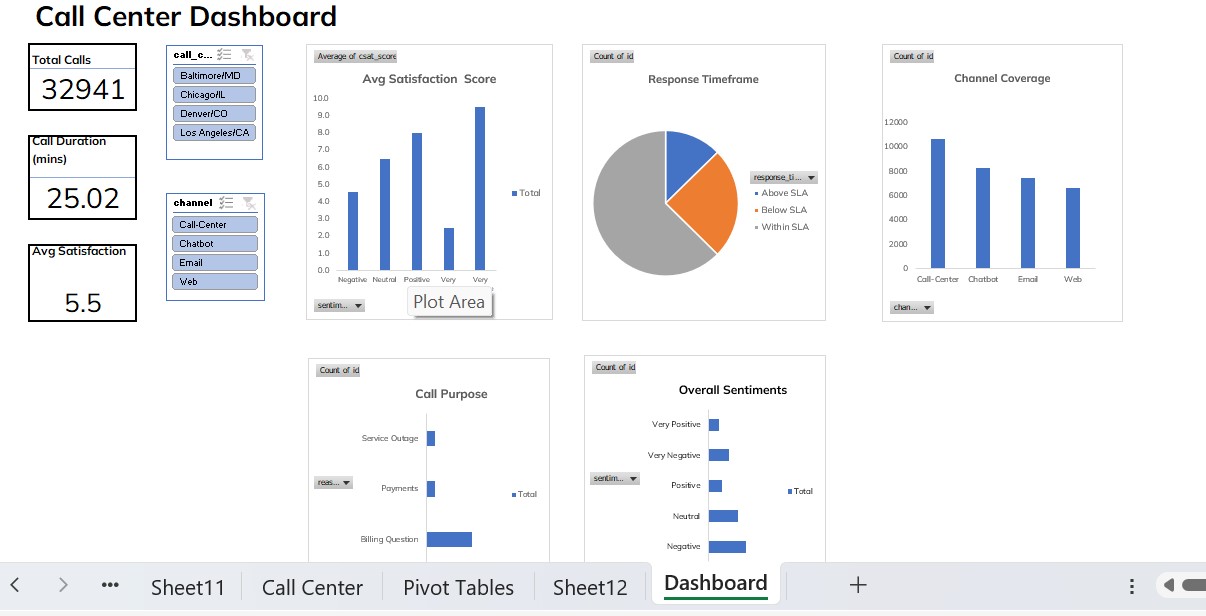 Call Center Dashboard
Total Calls
32941
Call Duration
(mins)
25.02
Avg Satisfaction
5.5
call_c...
Baltimore/MD
Chicago/IL
Denver/CO
Los Angeles/CA
channel
Call-Center
Chatbot
Email
Web
Average of csat_score
Avg Satisfaction Score
10.0
9.0
8.0
7.0
6.0
5.0
4.0
3.0
2.0
1.0
0.0
Negative Neutral Positive Very Very
Total
sentim...
Plot Area
Count of id
Response Timeframe
response_ti...
Above SLA
Below SLA
Within SLA
Count of id
Channel Coverage
12000
10000
8000
6000
4000
2000
0
Call-Center Chatbot Email Web
chan...
Count of id
Call Purpose
Service Outage
Payments
Billing Question
reas...
Total
Count of id
Overall Sentiments
Very Positive
Very Negative
Positive
Neutral
Negative
sentim...
Total
Sheet11 Call Center Pivot Tables Sheet12 Dashboard